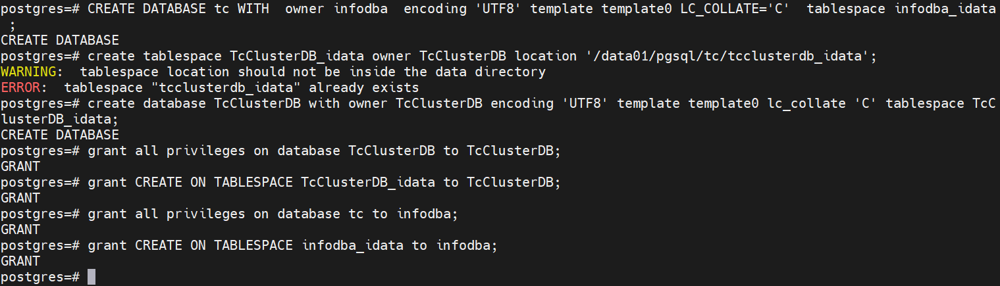 postgres=# CREATE DATABASE tc WITH  owner infodba  encoding 'UTF8' template template0 LC_COLLATE='C'  tablespace infodba_idata
 ;
CREATE DATABASE
postgres=# create tablespace TcClusterDB_idata owner TcClusterDB location '/data01/pgsql/tc/tcclusterdb_idata';
WARNING:  tablespace location should not be inside the data directory
ERROR:  tablespace "tcclusterdb_idata" already exists
postgres=# create database TcClusterDB with owner TcClusterDB encoding 'UTF8' template template0 lc_collate 'C' tablespace TcC
lusterDB_idata;
CREATE DATABASE
postgres=# grant all privileges on database TcClusterDB to TcClusterDB;
GRANT
postgres=# grant CREATE ON TABLESPACE TcClusterDB_idata to TcClusterDB;
GRANT
postgres=# grant all privileges on database tc to infodba;
GRANT
postgres=# grant CREATE ON TABLESPACE infodba_idata to infodba;
GRANT
postgres=#